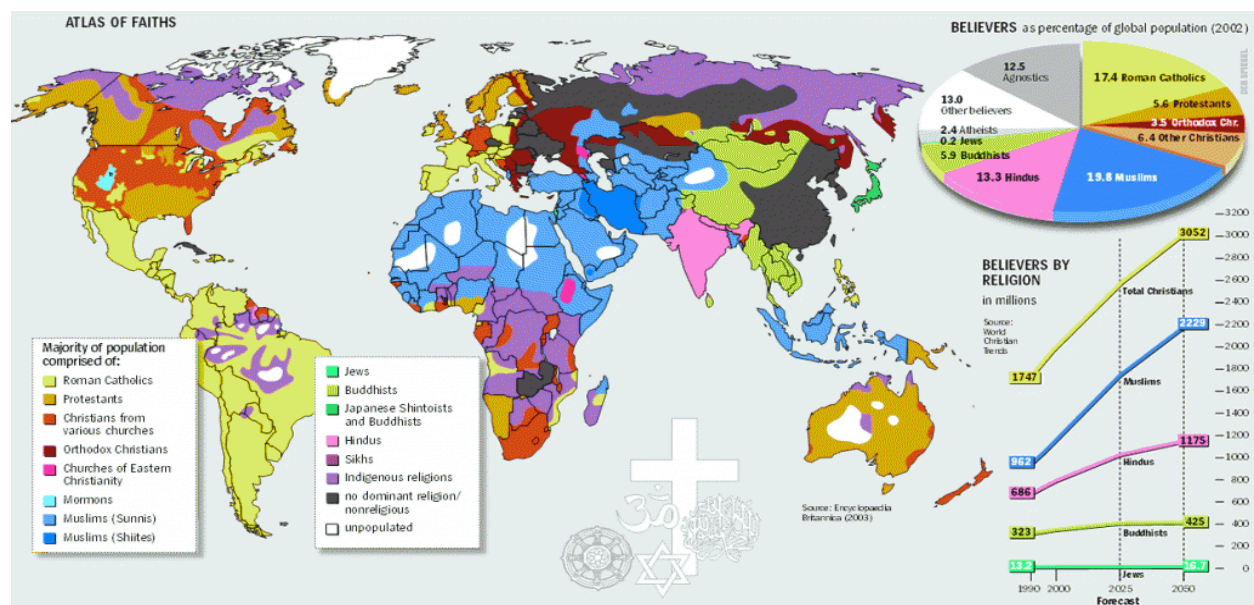 ATLAS OF FAITHS
BELIEVERS as percentage of global population (2002)
DER SPIEGEL
12.5
Agnostics
17.4 Roman Catholics
13.0
Other believers
5.6 Protestants
3.5 Orthodox Chr.
2.4 Atheists
6.4 Other Christians
0.2 Jews
5.9 Buddhists
13.3 Hindus
19.8 Muslims
BELIEVERS BY
RELIGION
in millions
Source:
World
Christian
Trends
3200
3000
2800
2600
2400
2200
2000
1800
1600
1400
1200
1000
800
600
400
200
0
3052
Total Christians
2229
1747
Muslims
962
1175
Hindus
686
425
323
Buddhists
13.2
16.7
Jews
1990 2000 2025 2050
Forecast
Majority of population
comprised of:
Roman Catholics
Protestants
Christians from
various churches
Orthodox Christians
Churches of Eastern
Christianity
Mormons
Muslims (Sunnis)
Muslims (Shiites)
Jews
Buddhists
Japanese Shintoists
and Buddhists
Hindus
Sikhs
Indigenous religions
no dominant religion/
nonreligious
unpopulated
ॐ
Source: Encyclopaedia
Britannica (2003)